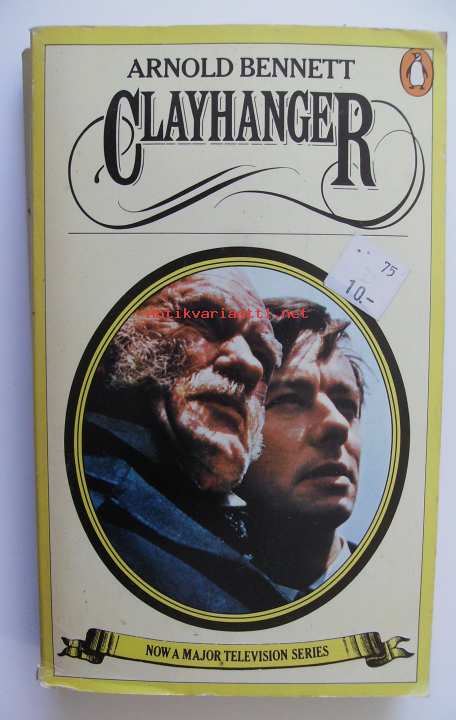 ARNOLD BENNETT
CLAYHANGER
75
10.-
antikvariaatti.net
NOW A MAJOR TELEVISION SERIES